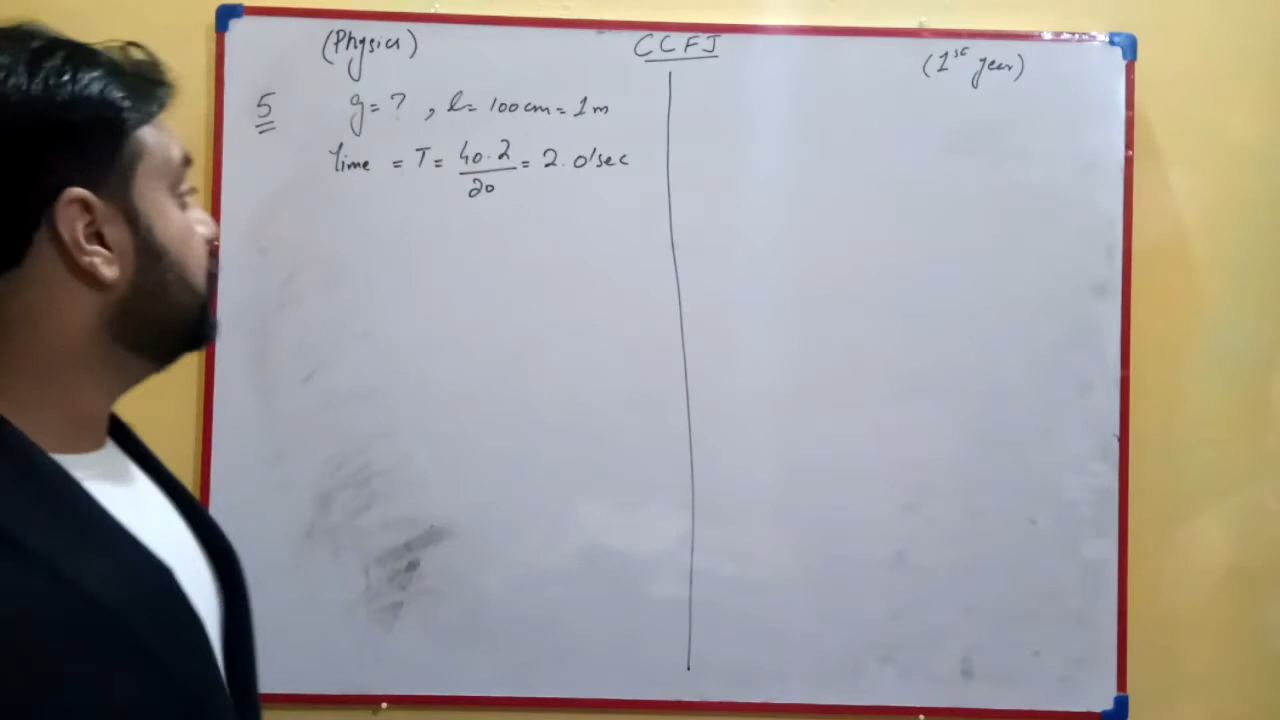 (Physics) CCFJ (1st year)
5 g = ? , l = 100cm = 1m
Time = T = 40.2/20 = 2.01sec